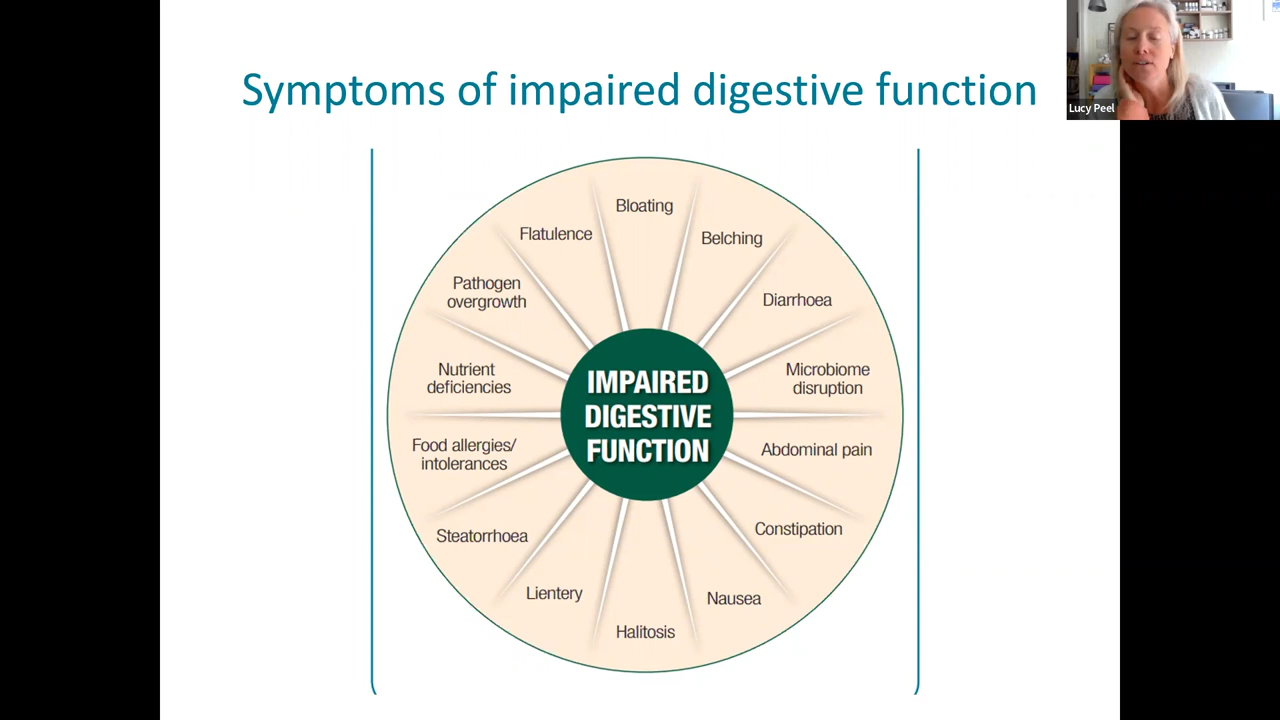 Symptoms of impaired digestive function
Lucy Peel
Bloating
Belching
Diarrhoea
Microbiome
disruption
Abdominal pain
Constipation
Nausea
Halitosis
Lientery
Steatorrhoea
Food allergies/
intolerances
Nutrient
deficiencies
Pathogen
overgrowth
Flatulence
IMPAIRED
DIGESTIVE
FUNCTION